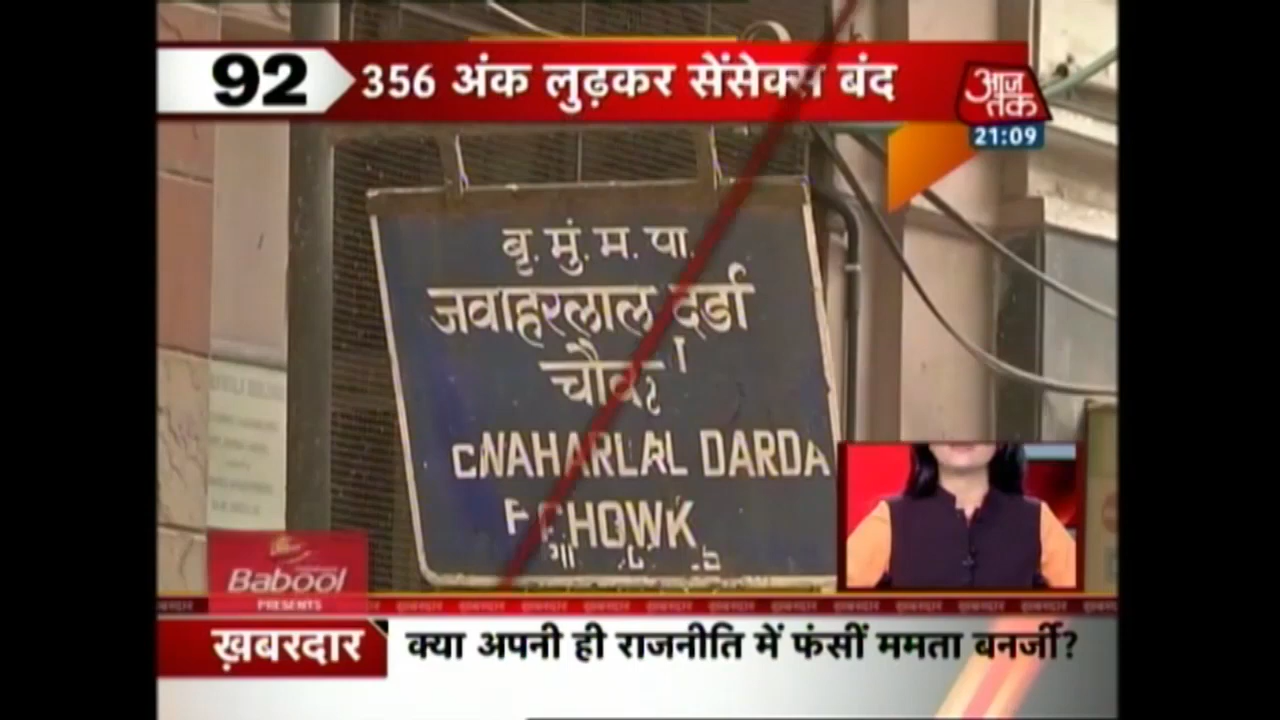 92
356 अंक लुढ़कर सेंसेक्स बंद
आज तक
21:09
बृ. मुं. म. पा.
जवाहरलाल दर्डा
चौक
DARDA
CHOWK
Babool
PRESENTS
ख़बरदार
क्या अपनी ही राजनीति में फंसीं ममता बनर्जी?